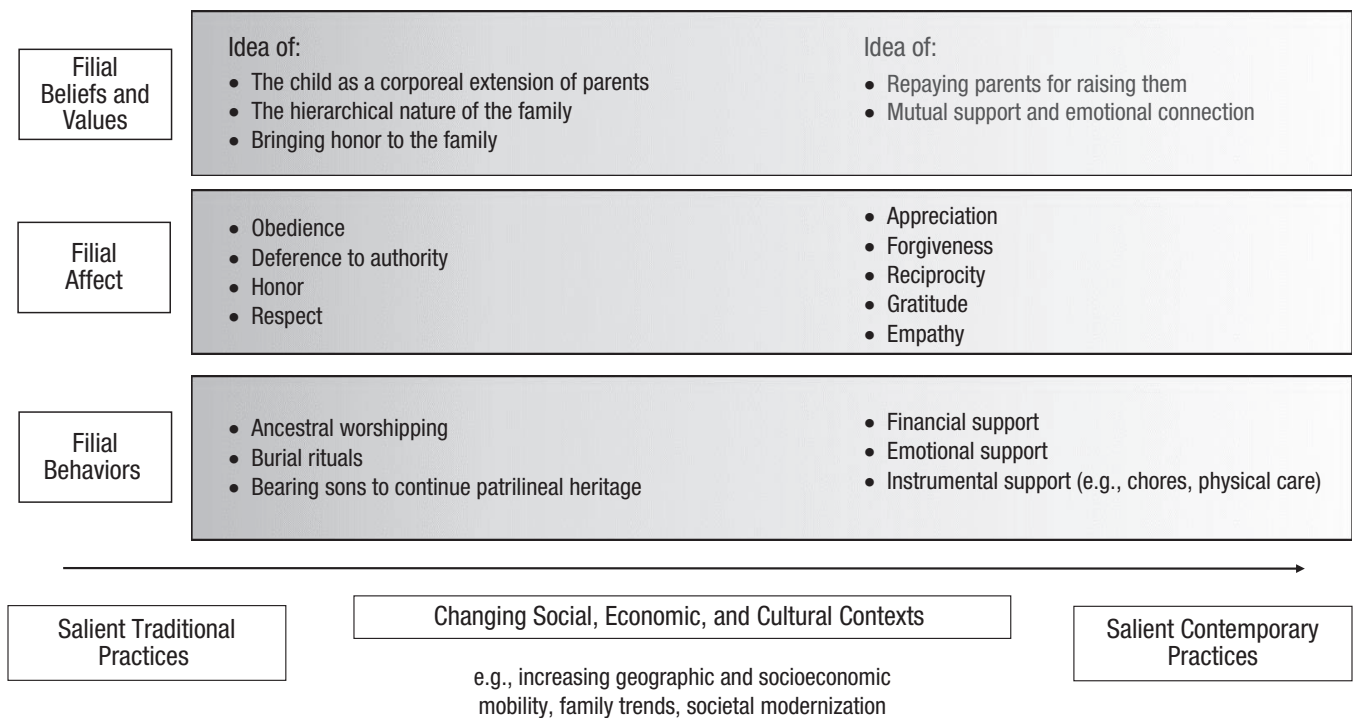 Filial
Beliefs and
Values
Idea of:
• The child as a corporeal extension of parents
• The hierarchical nature of the family
• Bringing honor to the family
Idea of:
• Repaying parents for raising them
• Mutual support and emotional connection
Filial
Affect
• Obedience
• Deference to authority
• Honor
• Respect
• Appreciation
• Forgiveness
• Reciprocity
• Gratitude
• Empathy
Filial
Behaviors
• Ancestral worshipping
• Burial rituals
• Bearing sons to continue patrilineal heritage
• Financial support
• Emotional support
• Instrumental support (e.g., chores, physical care)
Salient Traditional
Practices
Changing Social, Economic, and Cultural Contexts
e.g., increasing geographic and socioeconomic
mobility, family trends, societal modernization
Salient Contemporary
Practices